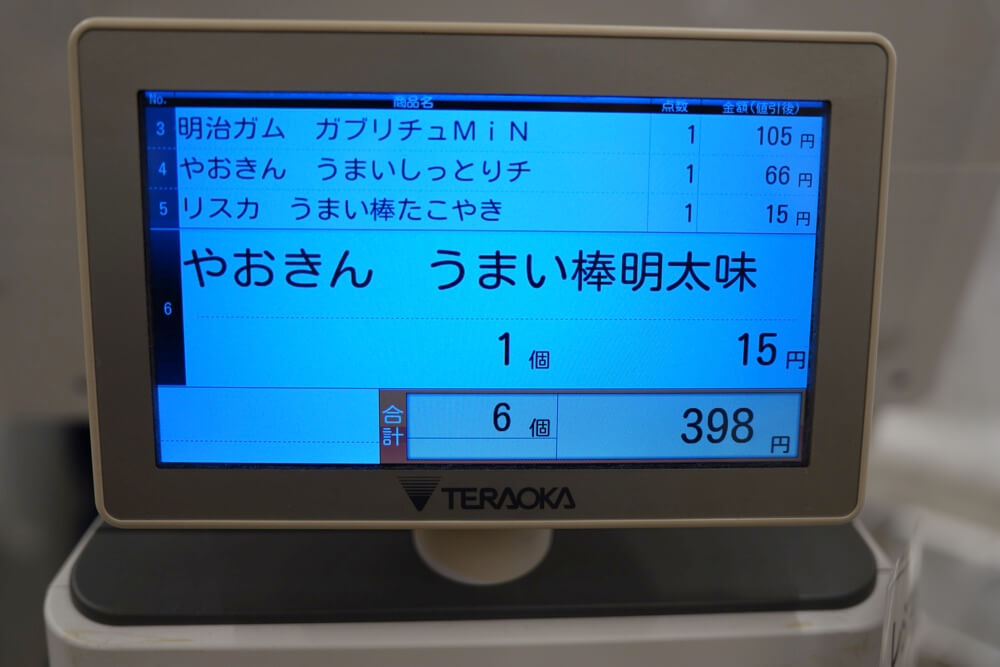 No. 商品名 点数 金額(値引後)
3 明治ガム ガブリチュMiN 1 105円
4 やおきん うまいしっとりチ 1 66円
5 リスカ うまい棒たこやき 1 15円
6 やおきん うまい棒明太味
1個 15円
合計 6個 398円
TERAOKA